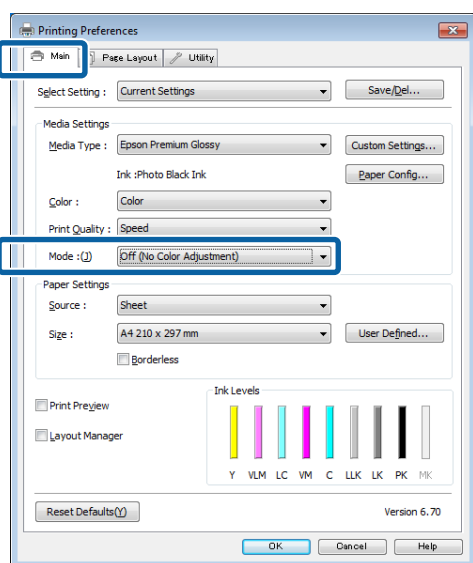 Printing Preferences
Main Page Layout Utility
Select Setting : Current Settings Save/Del...
Media Settings
Media Type : Epson Premium Glossy Custom Settings...
Ink :Photo Black Ink Paper Config...
Color : Color
Print Quality : Speed
Mode :(J) Off (No Color Adjustment)
Paper Settings
Source : Sheet
Size : A4 210 x 297 mm User Defined...
Borderless
Ink Levels
Print Preview
Layout Manager
Y VLM LC VM C LLK LK PK MK
Reset Defaults(Y) Version 6.70
OK Cancel Help